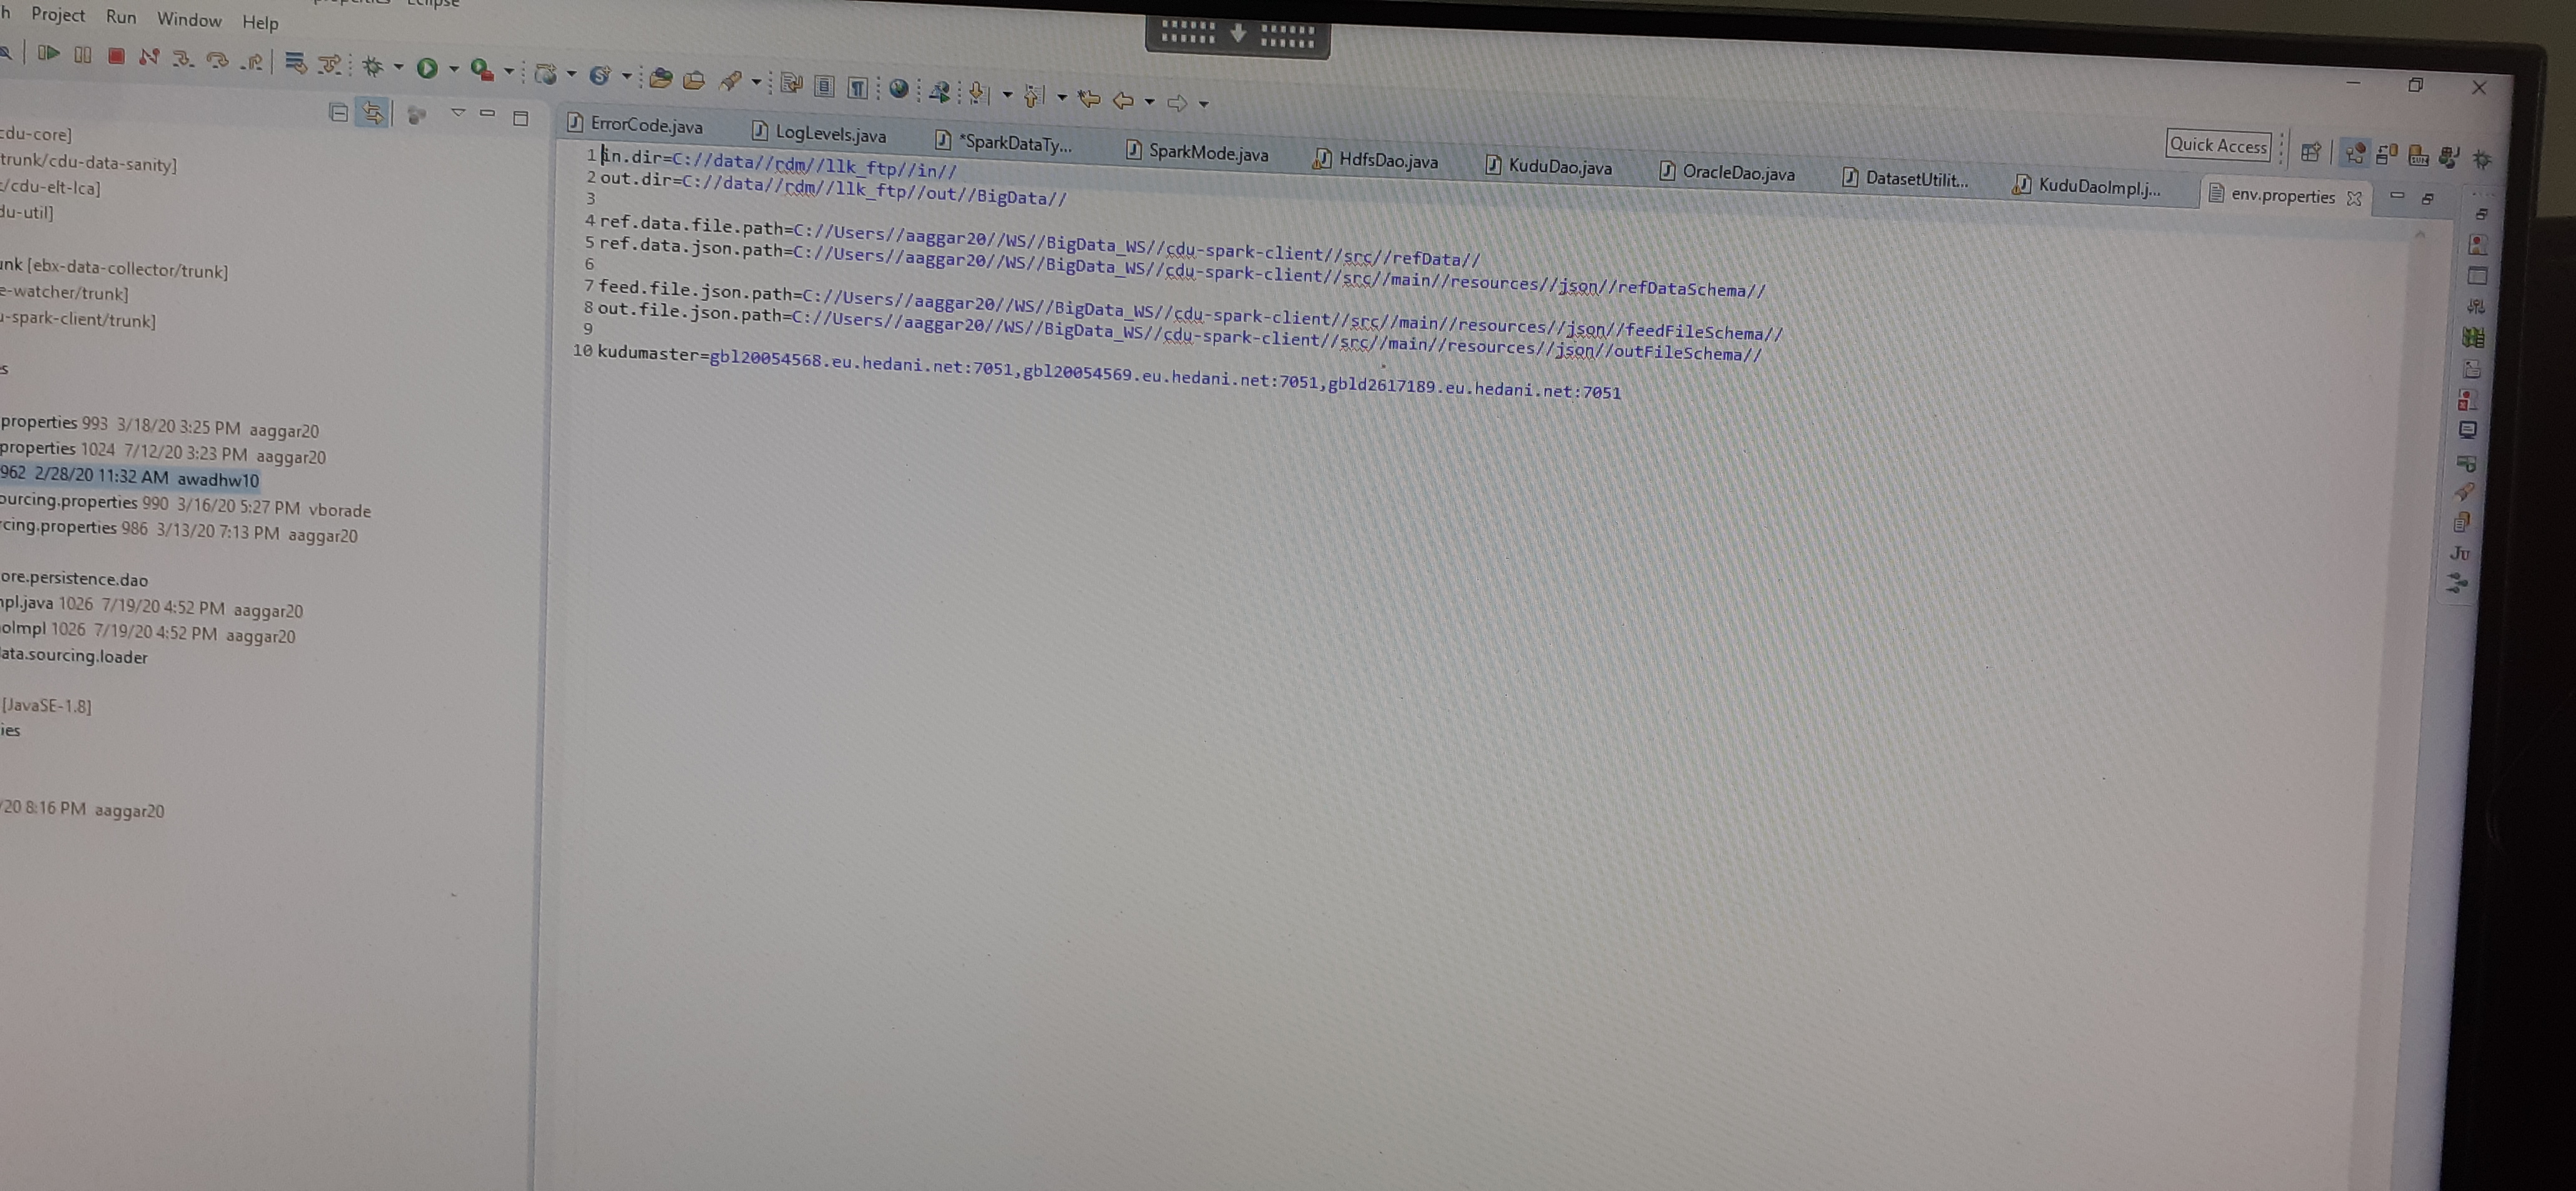 Project Run Window Help
Quick Access
ErrorCode.java LogLevels.java *SparkDataTy... SparkMode.java HdfsDao.java KuduDao.java OracleDao.java DatasetUtilit... KuduDaoImpl.j... env.properties
1 in.dir=C://data//rdm//llk_ftp//in//
2 out.dir=C://data//rdm//llk_ftp//out//BigData//
3
4 ref.data.file.path=C://Users//aaggar20//WS//BigData_WS//cdu-spark-client//src//refData//
5 ref.data.json.path=C://Users//aaggar20//WS//BigData_WS//cdu-spark-client//src//main//resources//json//refDataSchema//
6
7 feed.file.json.path=C://Users//aaggar20//WS//BigData_WS//cdu-spark-client//src//main//resources//json//feedFileSchema//
8 out.file.json.path=C://Users//aaggar20//WS//BigData_WS//cdu-spark-client//src//main//resources//json//outFileSchema//
9
10 kudumaster=gbl20054568.eu.hedani.net:7051,gbl20054569.eu.hedani.net:7051,gbld2617189.eu.hedani.net:7051
cdu-core]
trunk/cdu-data-sanity]
/cdu-elt-lca]
du-util]
unk [ebx-data-collector/trunk]
e-watcher/trunk]
u-spark-client/trunk]
s
properties 993 3/18/20 3:25 PM aaggar20
properties 1024 7/12/20 3:23 PM aaggar20
962 2/28/20 11:32 AM awadhw10
ourcing.properties 990 3/16/20 5:27 PM vborade
rcing.properties 986 3/13/20 7:13 PM aaggar20
ore.persistence.dao
npl.java 1026 7/19/20 4:52 PM aaggar20
oImpl 1026 7/19/20 4:52 PM aaggar20
data.sourcing.loader
[JavaSE-1.8]
ies
/20 8:16 PM aaggar20
Ju